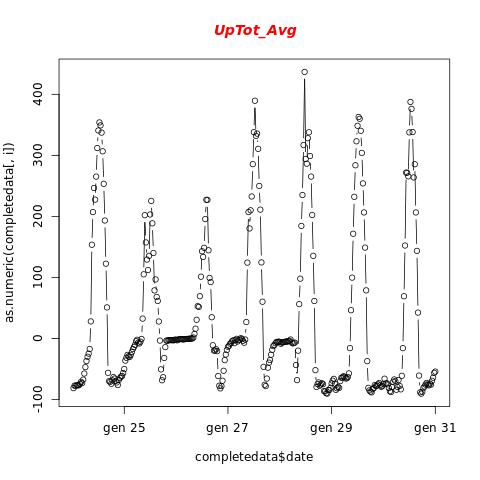 UpTot_Avg
as.numeric(completedata[, i])
400
300
200
100
0
-100
gen 25
gen 27
gen 29
gen 31
completedata$date